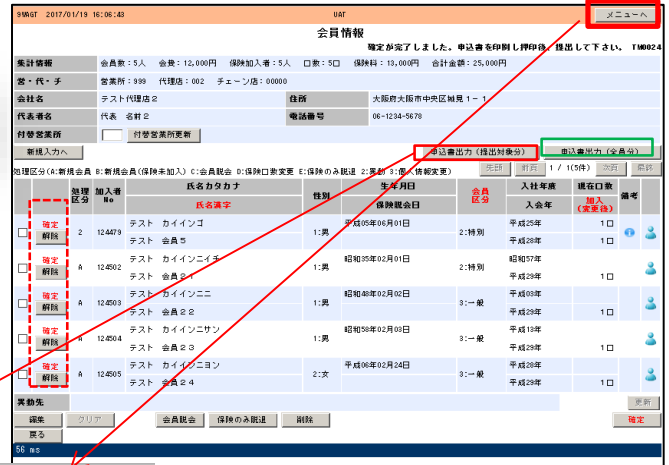 9WAGT 2017/01/19 16:06:43 UAT メニューへ
会員情報
確定が完了しました。申込書を印刷し押印後、提出して下さい。 TM0024
集計情報 会員数：5人 会費：12,000円 保険加入者：5人 口数：5口 保険料：13,000円 合計金額：25,000円
営・代・チ 営業所：999 代理店：002 チェーン店：00000
会社名 テスト代理店２ 住所 大阪府大阪市中央区城見１－１
代表者名 代表 名前２ 電話番号 06-1234-5678
付替営業所 付替営業所更新
新規入力へ 申込書出力（提出対象分） 申込書出力（全員分）
処理区分(A:新規会員 B:新規会員(保険未加入) C:会員脱会 D:保険口数変更 E:保険のみ脱退 2:異動 3:個人情報変更) 先頭 前頁 1 / 1(5件) 次頁 最終
処理区分 加入者No 氏名カタカナ 性別 生年月日 会員区分 入社年度 現在口数 備考
氏名漢字 保険脱会日 入会年 加入(変更後)
確定 テスト カイインゴ 平成05年06月01日 平成25年 1口
解除 2 124479 テスト 会員５ 1:男 2:特別 平成28年 1口
確定 テスト カイインニイチ 昭和35年02月01日 昭和57年
解除 A 124502 テスト 会員２１ 1:男 2:特別 平成29年 1口
確定 テスト カイインニニ 昭和48年02月02日 平成03年
解除 A 124503 テスト 会員２２ 1:男 3:一般 平成29年 1口
確定 テスト カイインニサン 昭和58年02月03日 平成13年
解除 A 124504 テスト 会員２３ 1:男 3:一般 平成29年 1口
確定 テスト カイインニヨン 平成06年02月24日 平成28年
解除 A 124505 テスト 会員２４ 2:女 3:一般 平成29年 1口
異動先 更新
編集 クリア 会員脱会 保険のみ脱退 削除 確定
戻る
56 ms